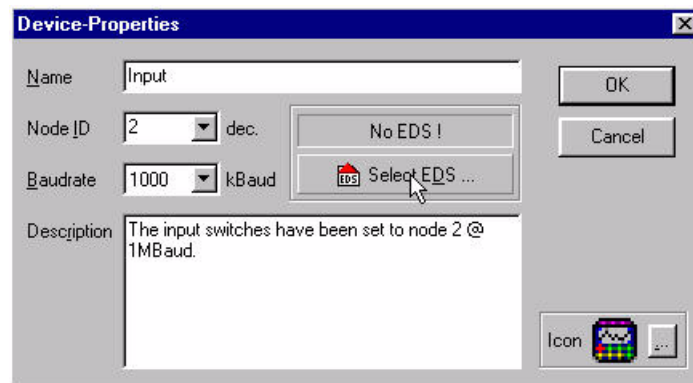 Device-Properties
Name
Input
OK
Node ID
2
dec.
No EDS !
Cancel
Baudrate
1000
kBaud
EDS
Select EDS ...
Description
The input switches have been set to node 2 @
1MBaud.
Icon
...